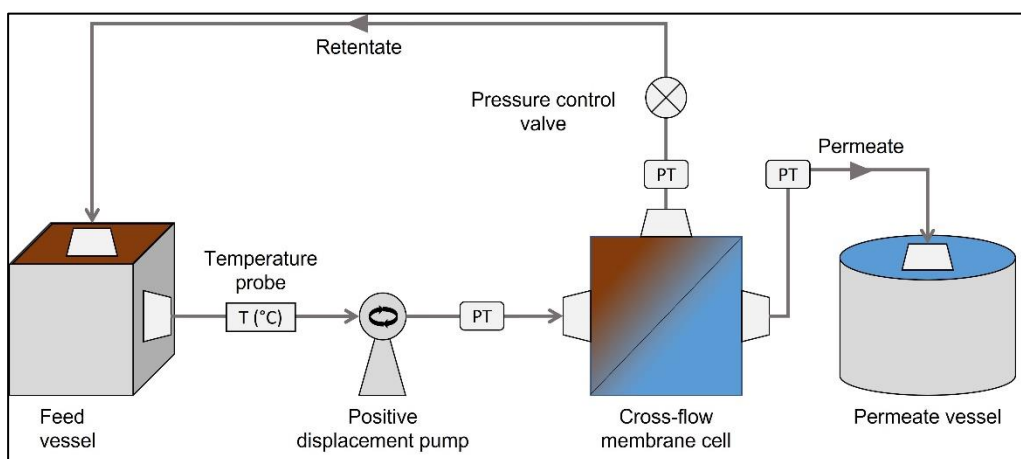 Retentate
Pressure control
valve
PT
PT
Permeate
Temperature
probe
T (°C)
PT
Feed
vessel
Positive
displacement pump
Cross-flow
membrane cell
Permeate vessel